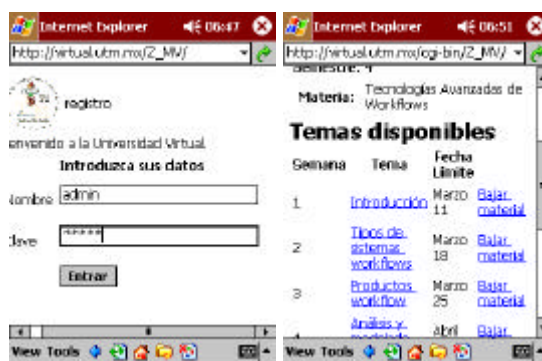 Internet Explorer 06:47
http://virtual.utm.mx/Z_MV/
registro
envenido a la Universidad Virtual
Introduzca sus datos
Nombre admin
lave *****
Entrar
View Tools
Internet Explorer 06:51
http://virtual.utm.mx/cgi-bin/Z_MV/
Semestre: 4
Materia: Tecnologías Avanzadas de
Workflows
Temas disponibles
Semana Tema Fecha
Límite
1 Introducción Marzo
11 Bajar
material
2 Tipos de
sistemas
workflows Marzo
18 Bajar
material
3 Productos
workflow Marzo
25 Bajar
material
Análisis y
Abril Bajar
View Tools